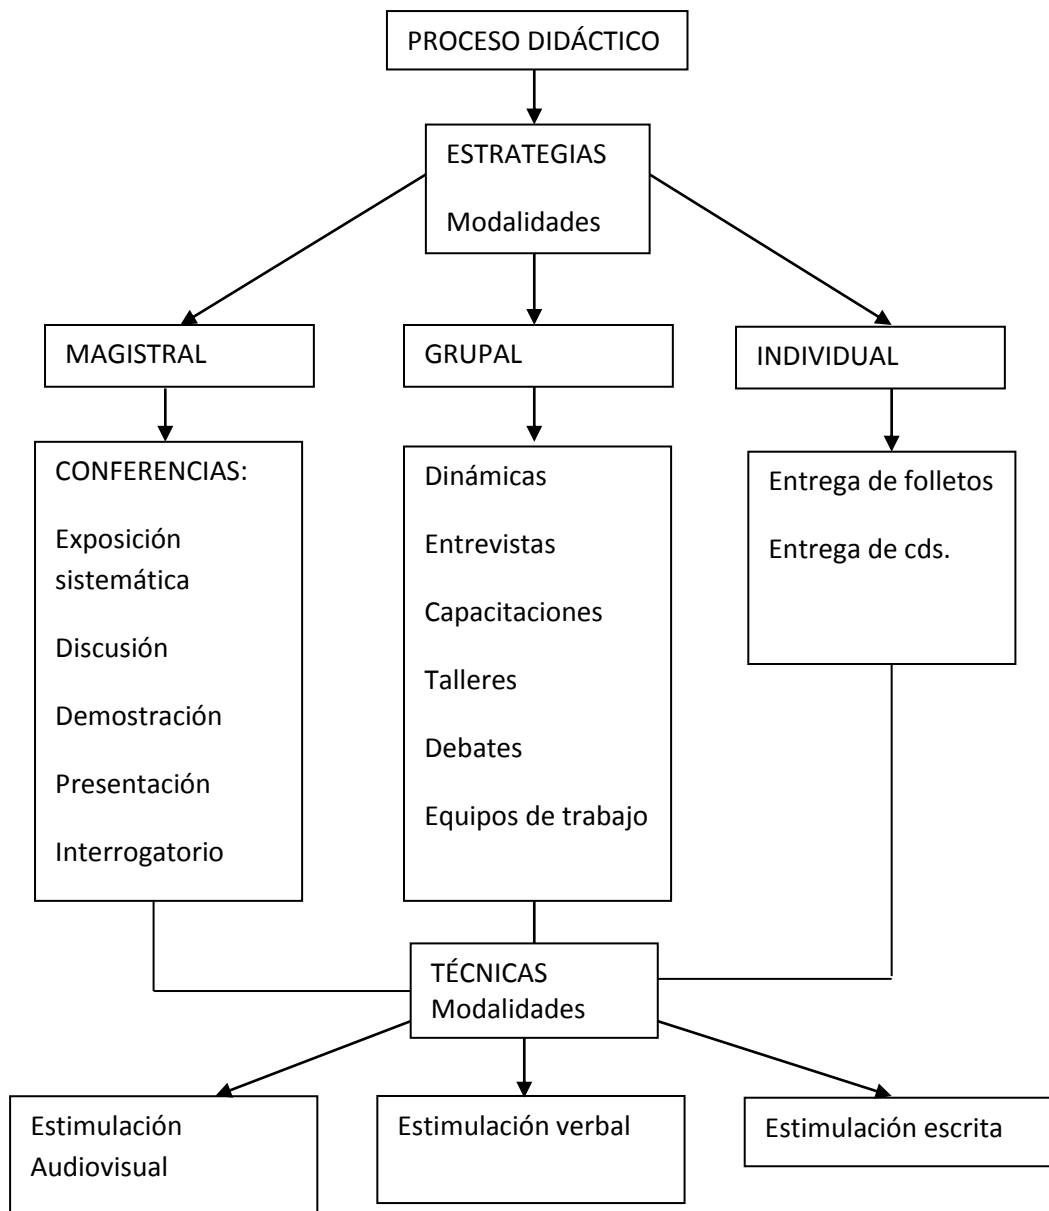 PROCESO DIDÁCTICO
ESTRATEGIAS
Modalidades
MAGISTRAL
GRUPAL
INDIVIDUAL
CONFERENCIAS:
Exposición
sistemática
Discusión
Demostración
Presentación
Interrogatorio
Dinámicas
Entrevistas
Capacitaciones
Talleres
Debates
Equipos de trabajo
Entrega de folletos
Entrega de cds.
TÉCNICAS
Modalidades
Estimulación
Audiovisual
Estimulación verbal
Estimulación escrita